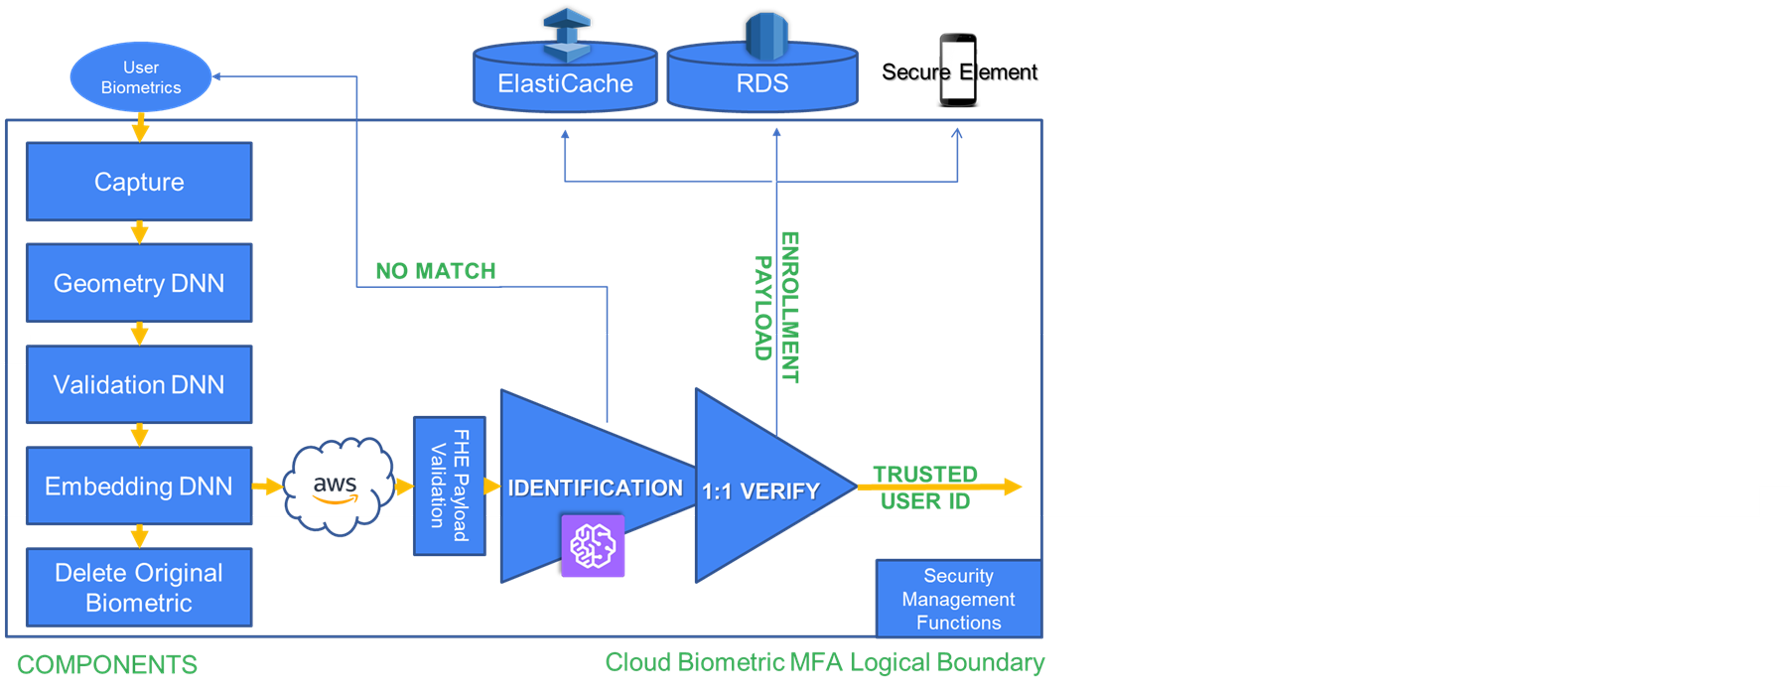 User
Biometrics
ElastiCache
RDS
Secure Element
Capture
Geometry DNN
Validation DNN
Embedding DNN
Delete Original
Biometric
aws
FHE Payload
Validation
NO MATCH
IDENTIFICATION
1:1 VERIFY
ENROLLMENT
PAYLOAD
TRUSTED
USER ID
Security
Management
Functions
COMPONENTS
Cloud Biometric MFA Logical Boundary